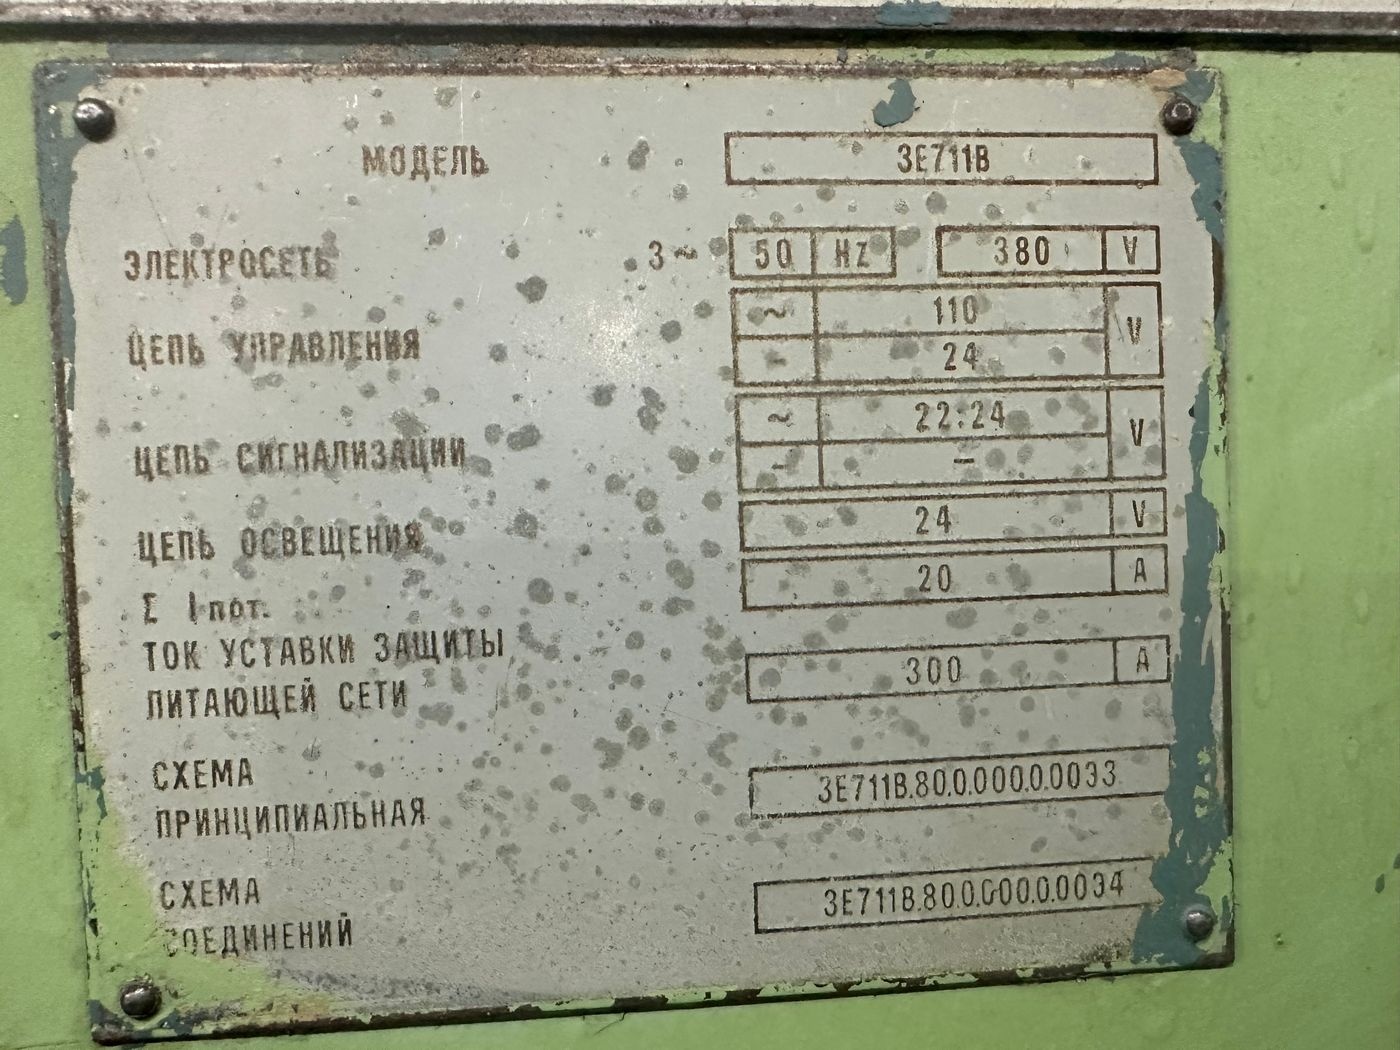 МОДЕЛЬ 3Е711В
ЭЛЕКТРОСЕТЬ 3~ 50 HZ 380 V
ЦЕПЬ УПРАВЛЕНИЯ ~ 110 V
– 24
ЦЕПЬ СИГНАЛИЗАЦИИ ~ 22:24 V
– –
ЦЕПЬ ОСВЕЩЕНИЯ 24 V
Σ Iпот. 20 А
ТОК УСТАВКИ ЗАЩИТЫ
ПИТАЮЩЕЙ СЕТИ 300 А
СХЕМА
ПРИНЦИПИАЛЬНАЯ 3Е711В.80.0.000.0.0033
СХЕМА
СОЕДИНЕНИЙ 3Е711В.80.0.000.0.0034